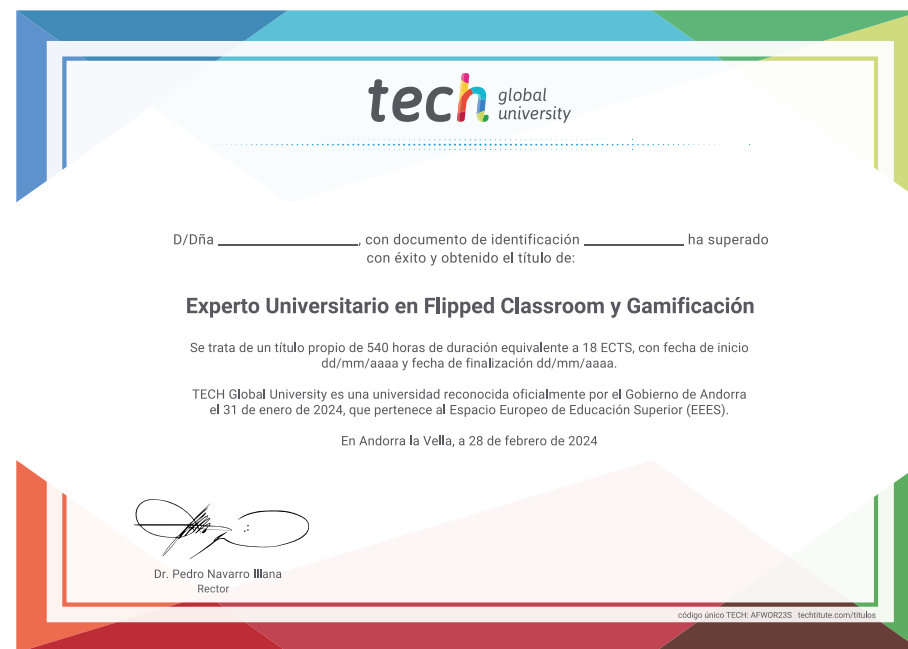 tech global university
D/Dña ______________, con documento de identificación __________ ha superado
con éxito y obtenido el título de:
Experto Universitario en Flipped Classroom y Gamificación
Se trata de un título propio de 540 horas de duración equivalente a 18 ECTS, con fecha de inicio
dd/mm/aaaa y fecha de finalización dd/mm/aaaa.
TECH Global University es una universidad reconocida oficialmente por el Gobierno de Andorra
el 31 de enero de 2024, que pertenece al Espacio Europeo de Educación Superior (EEES).
En Andorra la Vella, a 28 de febrero de 2024
Dr. Pedro Navarro Illana
Rector
código único TECH: AFWOR23S techtitute.com/titulos